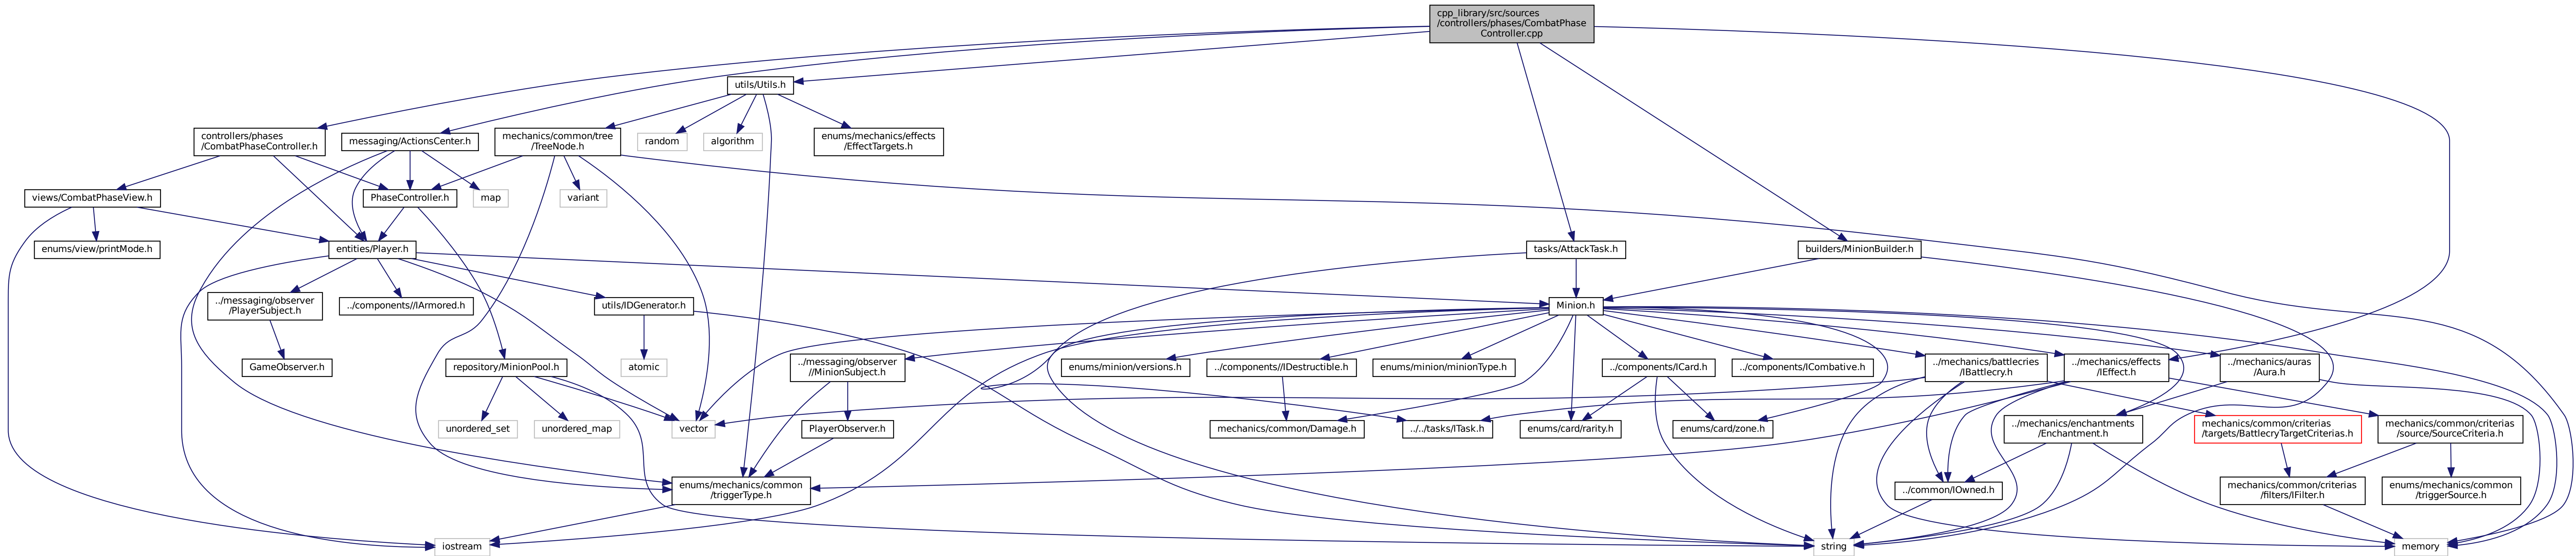 cpp_library/src/sources
/controllers/phases/CombatPhase
Controller.cpp
utils/Utils.h
controllers/phases
/CombatPhaseController.h
messaging/ActionsCenter.h
mechanics/common/tree
/TreeNode.h
random
algorithm
enums/mechanics/effects
/EffectTargets.h
views/CombatPhaseView.h
PhaseController.h
map
variant
enums/view/printMode.h
entities/Player.h
tasks/AttackTask.h
builders/MinionBuilder.h
../messaging/observer
/PlayerSubject.h
../components//IArmored.h
utils/IDGenerator.h
Minion.h
GameObserver.h
repository/MinionPool.h
atomic
../messaging/observer
//MinionSubject.h
enums/minion/versions.h
../components//IDestructible.h
enums/minion/minionType.h
../components/ICard.h
../components/ICombative.h
../mechanics/battlecries
/IBattlecry.h
../mechanics/effects
/IEffect.h
../mechanics/auras
/Aura.h
unordered_set
unordered_map
vector
PlayerObserver.h
mechanics/common/Damage.h
../../tasks/ITask.h
enums/card/rarity.h
enums/card/zone.h
../mechanics/enchantments
/Enchantment.h
mechanics/common/criterias
/targets/BattlecryTargetCriterias.h
mechanics/common/criterias
/source/SourceCriteria.h
enums/mechanics/common
/triggerType.h
../common/IOwned.h
mechanics/common/criterias
/filters/IFilter.h
enums/mechanics/common
/triggerSource.h
iostream
string
memory